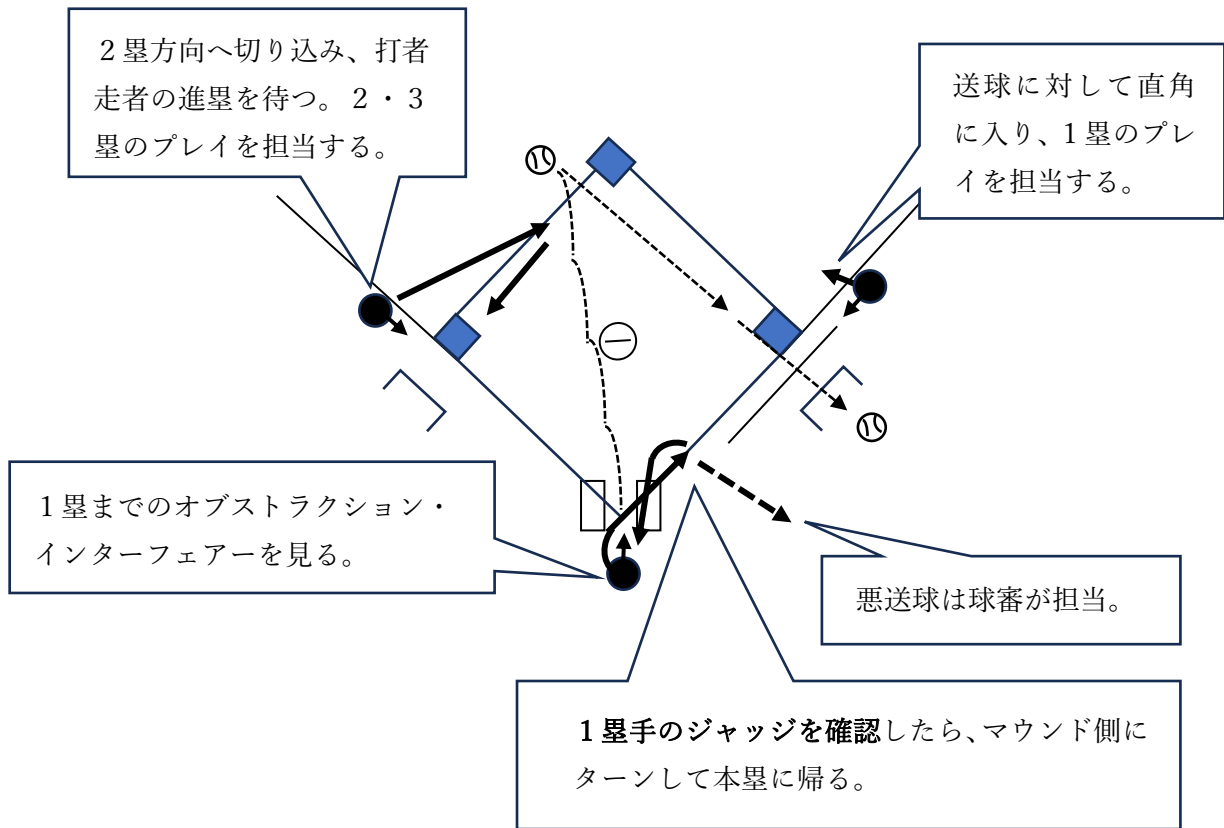 ２塁方向へ切り込み、打者
走者の進塁を待つ。２・３
塁のプレイを担当する。
送球に対して直角
に入り、１塁のプレ
イを担当する。
１塁までのオブストラクション・
インターフェアーを見る。
悪送球は球審が担当。
１塁手のジャッジを確認したら、マウンド側に
ターンして本塁に帰る。